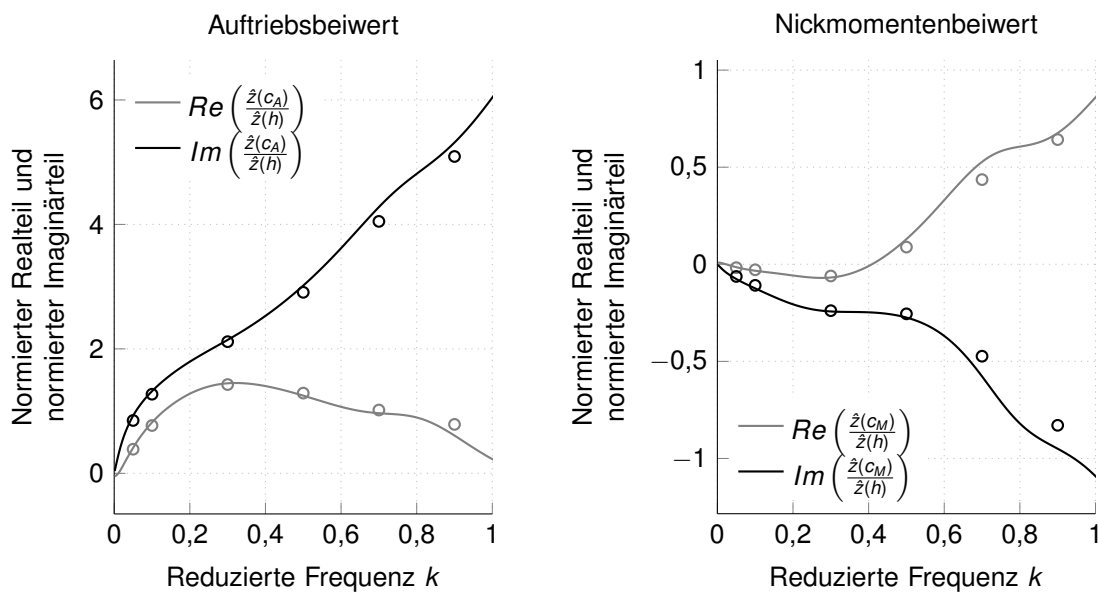 Auftriebsbeiwert
Normierter Realteil und
normierter Imaginärteil
6
4
2
0
Re ( ẑ(c_A) / ẑ(h) )
Im ( ẑ(c_A) / ẑ(h) )
0 0,2 0,4 0,6 0,8 1
Reduzierte Frequenz k
Nickmomentenbeiwert
Normierter Realteil und
normierter Imaginärteil
1
0,5
0
−0,5
−1
Re ( ẑ(c_M) / ẑ(h) )
Im ( ẑ(c_M) / ẑ(h) )
0 0,2 0,4 0,6 0,8 1
Reduzierte Frequenz k